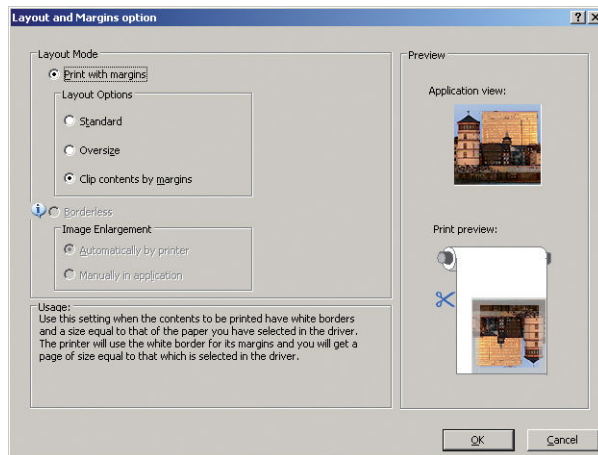 Layout and Margins option
Layout Mode
Print with margins
Layout Options
Standard
Oversize
Clip contents by margins
Borderless
Image Enlargement:
Automatically by printer
Manually in application
Usage:
Use this setting when the contents to be printed have white borders
and a size equal to that of the paper you have selected in the driver.
The printer will use the white border for its margins and you will get a
page of size equal to that which is selected in the driver.
Preview
Application view:
Print preview:
OK
Cancel